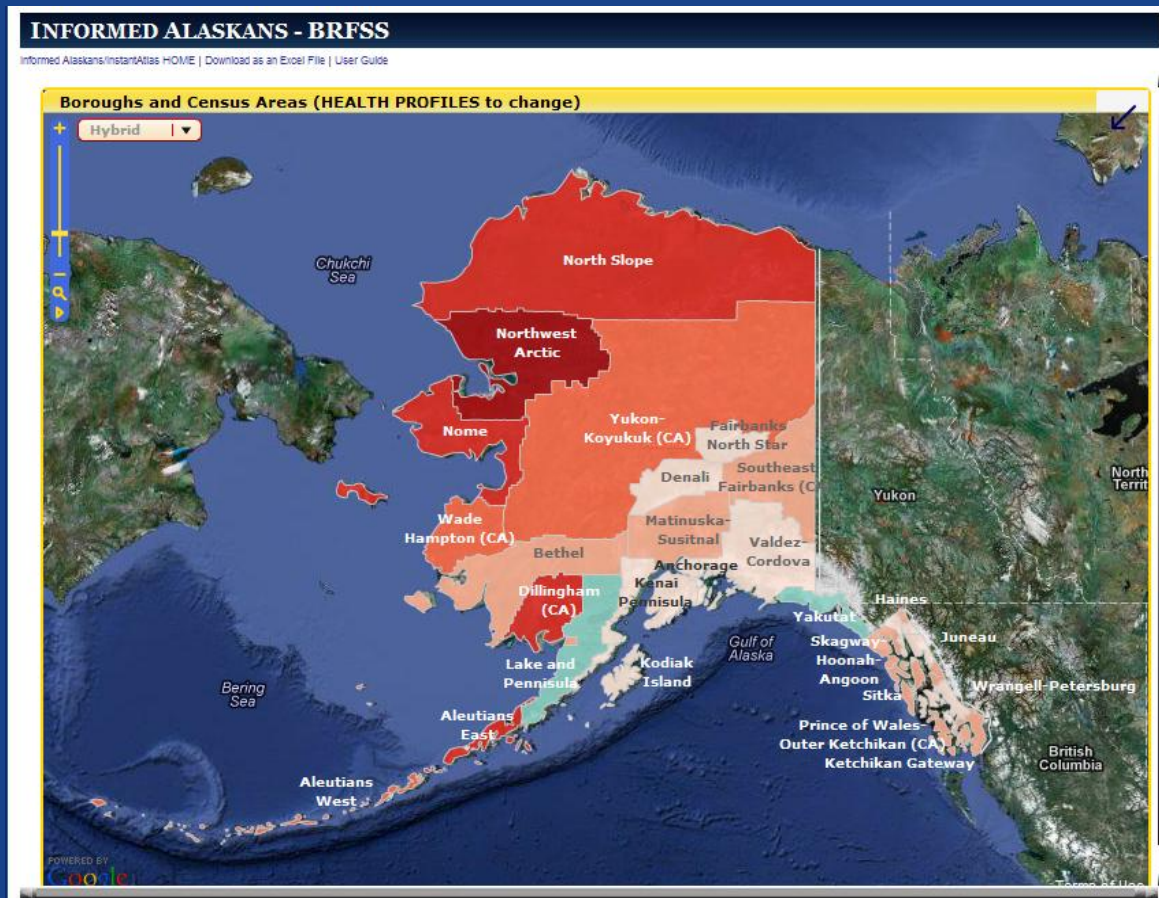 INFORMED ALASKANS - BRFSS
Informed Alaskans/InstantAtlas HOME | Download as an Excel File | User Guide
Boroughs and Census Areas (HEALTH PROFILES to change)
Hybrid
North Slope
Chukchi
Sea
Northwest
Arctic
Nome
Yukon-
Koyukuk (CA)
Fairbanks
North Star
Denali
Southeast
Fairbanks (C
North
Territ
Yukon
Wade
Hampton (CA)
Matinuska-
Susitnal
Valdez-
Cordova
Bethel
Anchorage
Kenai
Pennisula
Dillingham
(CA)
Haines
Yakutat
Juneau
Gulf of
Alaska
Skagway-
Hoonah-
Angoon
Sitka
Lake and
Pennisula
Kodiak
Island
Wrangell-Petersburg
Bering
Sea
Aleutians
East
Prince of Wales-
Outer Ketchikan (CA)
Ketchikan Gateway
British
Columbia
Aleutians
West
POWERED BY
Google
Terms of Use